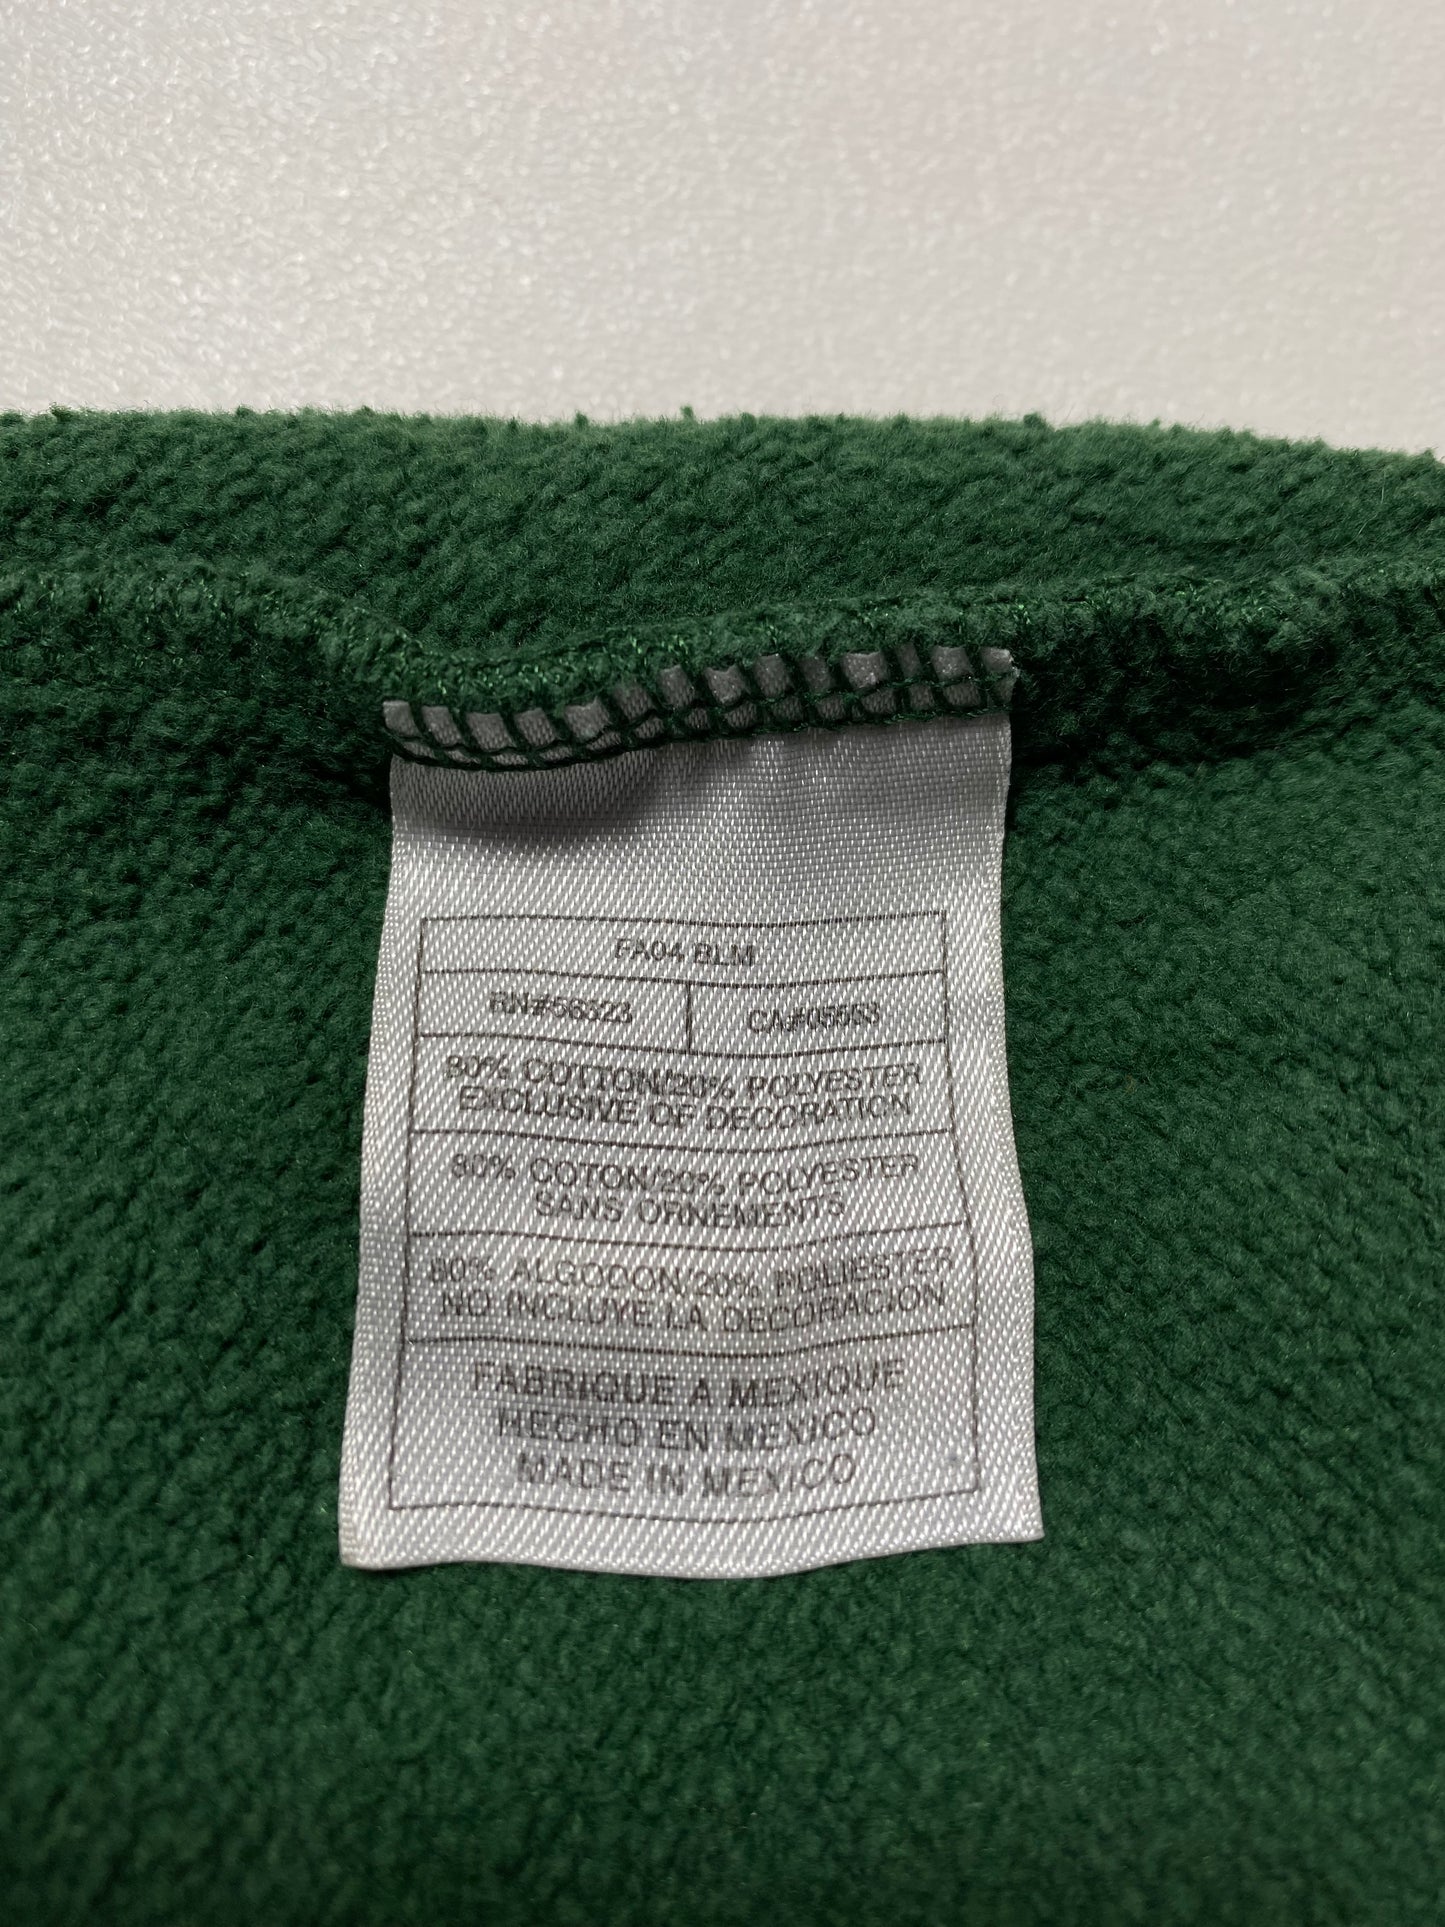 FA04 BLM
RN#56323 CA#05553
80% COTTON/20% POLYESTER
EXCLUSIVE OF DECORATION
80% COTON/20% POLYESTER
SANS ORNEMENTS
80% ALGODON/20% POLIESTER
NO INCLUYE LA DECORACION
FABRIQUE A MEXIQUE
HECHO EN MEXICO
MADE IN MEXICO